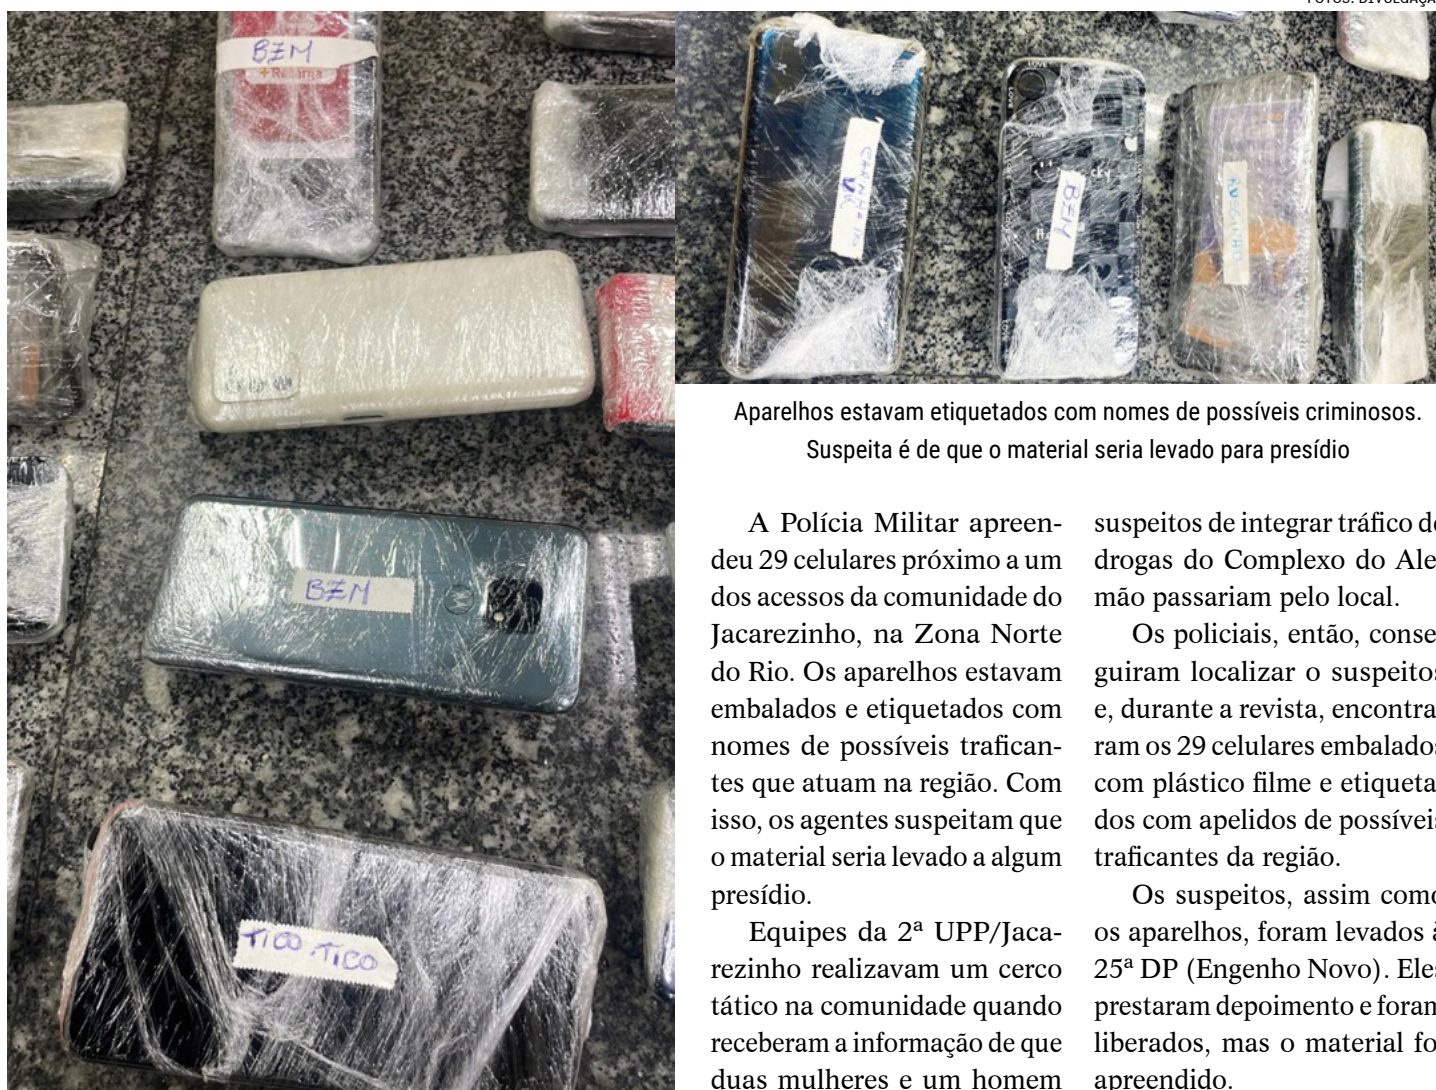 FOTOS: DIVULGAÇÃ
BZM
BZM
TICO TICO
BZM
LOVE
cky
Aparelhos estavam etiquetados com nomes de possíveis criminosos.
Suspeita é de que o material seria levado para presídio
A Polícia Militar apreen-
deu 29 celulares próximo a um
dos acessos da comunidade do
Jacarezinho, na Zona Norte
do Rio. Os aparelhos estavam
embalados e etiquetados com
nomes de possíveis trafican-
tes que atuam na região. Com
isso, os agentes suspeitam que
o material seria levado a algum
presídio.
Equipes da 2ª UPP/Jaca-
rezinho realizavam um cerco
tático na comunidade quando
receberam a informação de que
duas mulheres e um homem
suspeitos de integrar tráfico de
drogas do Complexo do Ale-
mão passariam pelo local.
Os policiais, então, conse-
guiram localizar o suspeitos
e, durante a revista, encontra-
ram os 29 celulares embalados
com plástico filme e etiqueta-
dos com apelidos de possíveis
traficantes da região.
Os suspeitos, assim como
os aparelhos, foram levados à
25ª DP (Engenho Novo). Eles
prestaram depoimento e foram
liberados, mas o material foi
apreendido.